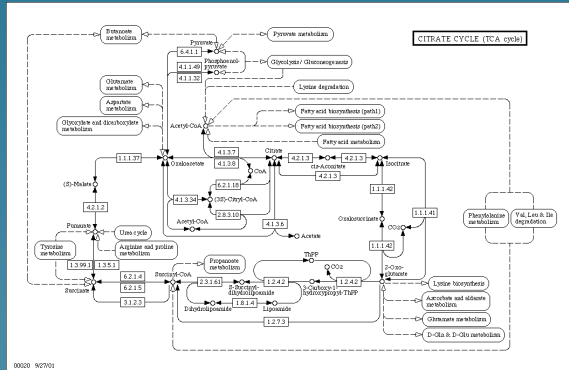 CITRATE CYCLE (TCA cycle)
Butanoate
metabolism
Pyruvate
Pyruvate metabolism
6.4.1.1
4.1.1.49
4.1.1.32
Phosphoenol-
pyruvate
Glycolysis / Gluconeogenesis
Lysine degradation
Glutamate
metabolism
Aspartate
metabolism
Glyoxylate and dicarboxylate
metabolism
Acetyl-CoA
Fatty acid biosynthesis (path1)
Fatty acid biosynthesis (path2)
Fatty acid metabolism
1.1.1.37
Oxaloacetate
4.1.3.7
4.1.3.8
Citrate
4.2.1.3
cis-Aconitate
4.2.1.3
4.2.1.3
Isocitrate
CoA
(S)-Malate
6.2.1.18
4.1.3.34
(3S)-Citryl-CoA
2.8.3.10
Acetyl-CoA
4.1.3.6
Acetate
1.1.1.42
1.1.1.41
Oxalosuccinate
CO2
1.1.1.42
4.2.1.2
Fumarate
Urea cycle
Arginine and proline
metabolism
Tyrosine
metabolism
1.3.99.1
1.3.5.1
Phenylalanine
metabolism
Val, Leu & Ile
degradation
Succinate
6.2.1.4
6.2.1.5
3.1.2.3
Succinyl-CoA
Propanoate
metabolism
2.3.1.61
S-Succinyl-
dihydrolipoamide
Dihydrolipoamide
1.8.1.4
Lipoamide
1.2.4.2
ThPP
CO2
3-Carboxy-1-
hydroxypropyl-ThPP
1.2.4.2
2-Oxo-
glutarate
1.2.7.3
Lysine biosynthesis
Ascorbate and aldarate
metabolism
Glutamate metabolism
D-Gln & D-Glu metabolism
00020 9/27/01